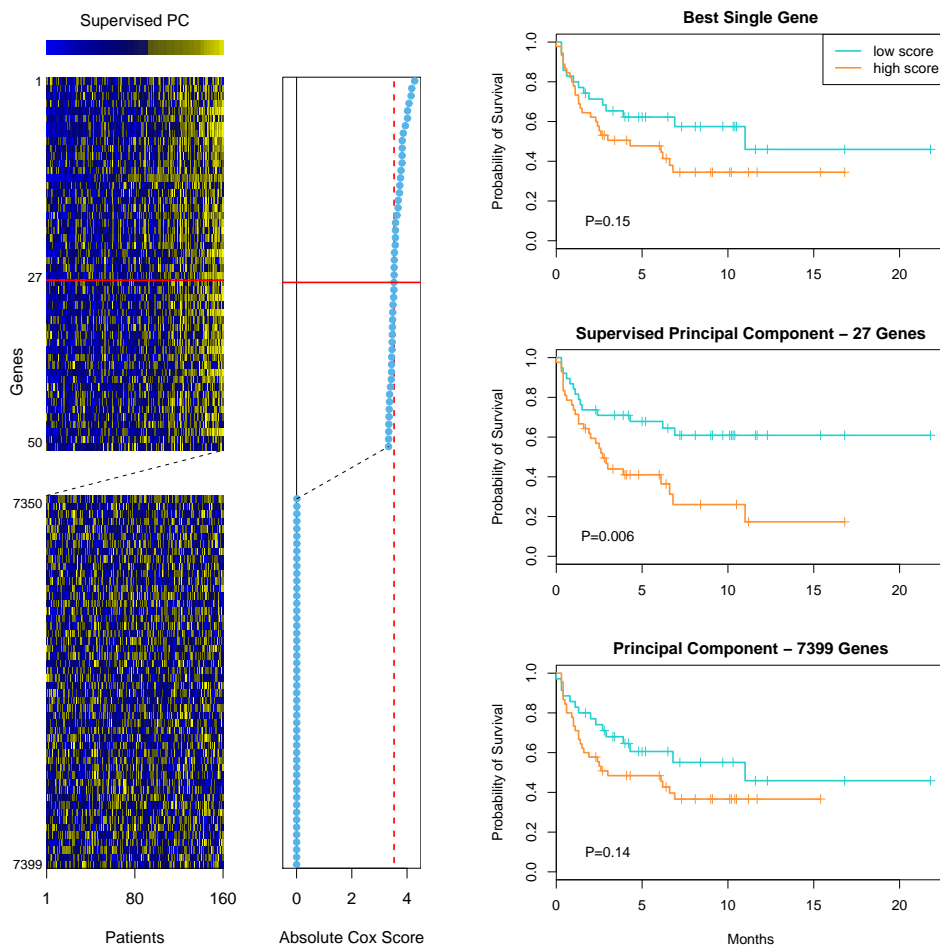 Supervised PC
1
27
50
7350
7399
Genes
1 80 160
Patients
0 2 4
Absolute Cox Score
Best Single Gene
low score
high score
Probability of Survival
0.0 0.2 0.4 0.6 0.8 1.0
P=0.15
0 5 10 15 20
Supervised Principal Component − 27 Genes
Probability of Survival
0.0 0.2 0.4 0.6 0.8 1.0
P=0.006
0 5 10 15 20
Principal Component − 7399 Genes
Probability of Survival
0.0 0.2 0.4 0.6 0.8 1.0
P=0.14
0 5 10 15 20
Months